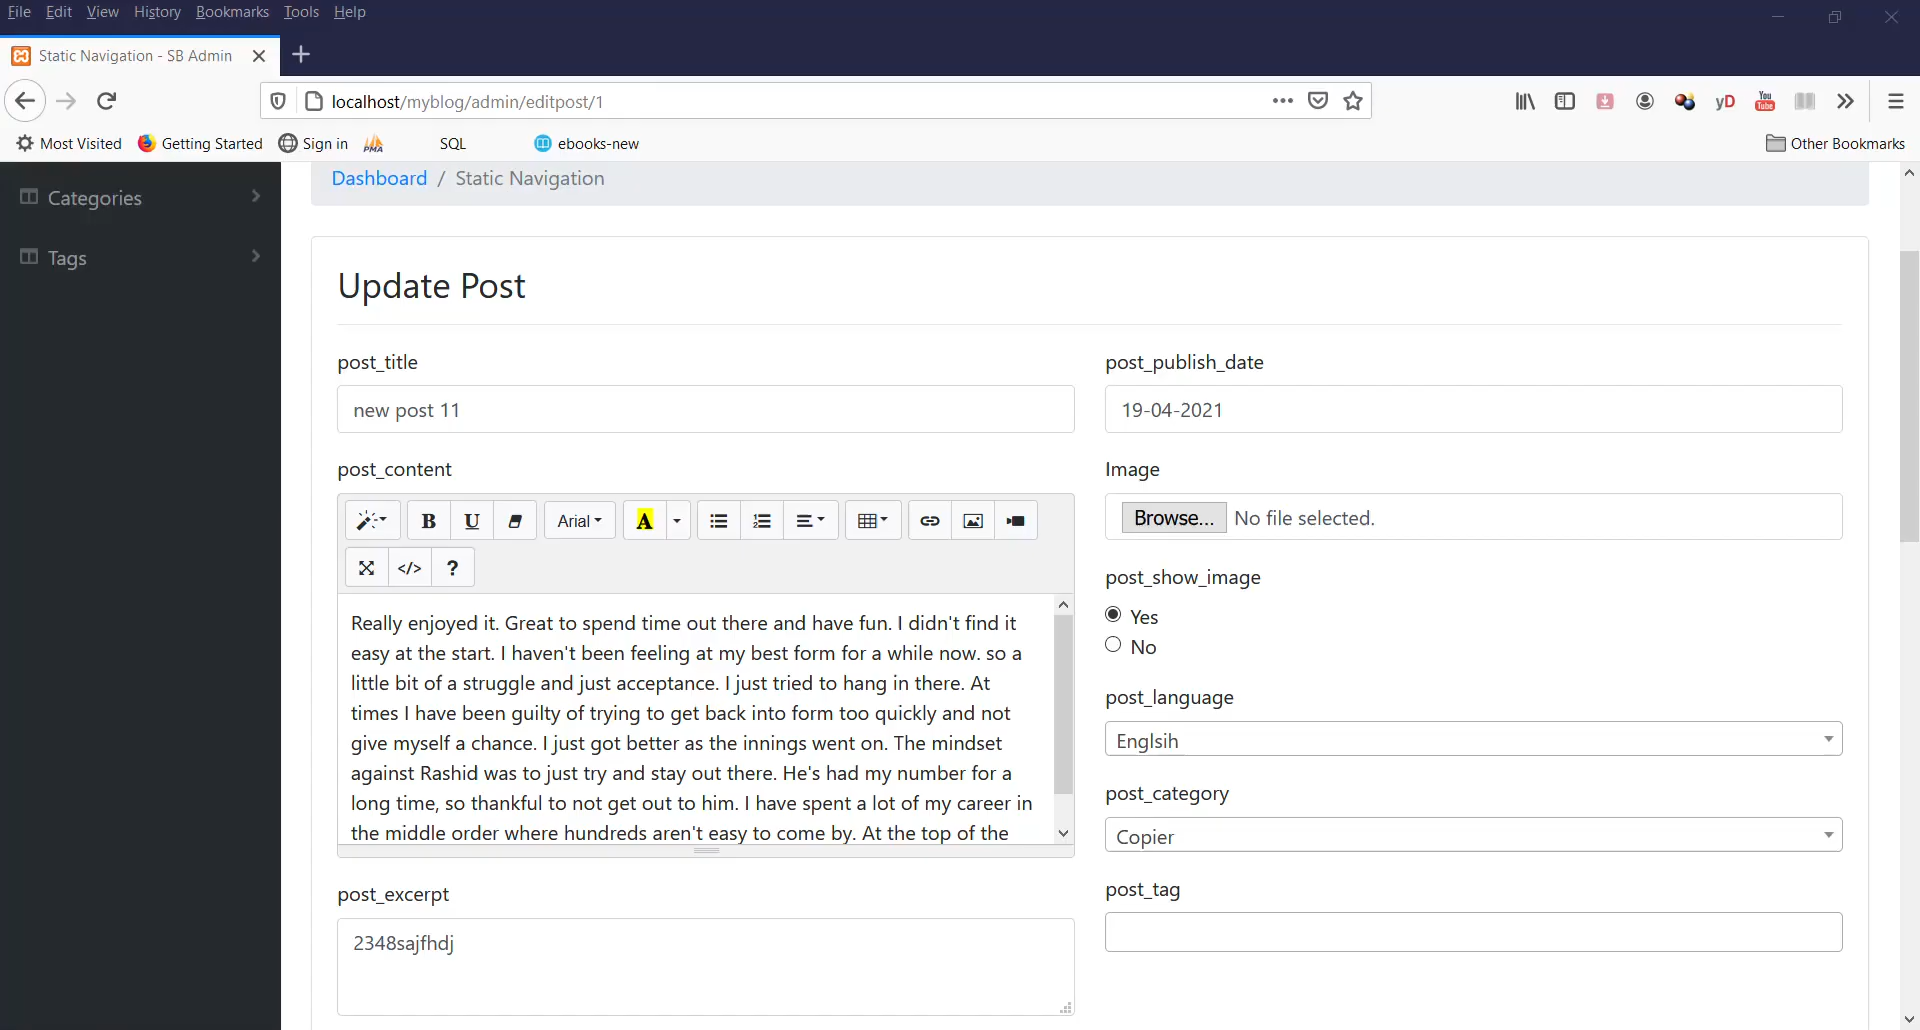 File Edit View History Bookmarks Tools Help
Static Navigation - SB Admin
localhost/myblog/admin/editpost/1
yD
You Tube
Most Visited Getting Started Sign in PMA SQL ebooks-new Other Bookmarks
Categories
Tags
Dashboard / Static Navigation
Update Post
post_title
new post 11
post_content
B U Arial A
</> ?
Really enjoyed it. Great to spend time out there and have fun. I didn't find it
easy at the start. I haven't been feeling at my best form for a while now. so a
little bit of a struggle and just acceptance. I just tried to hang in there. At
times I have been guilty of trying to get back into form too quickly and not
give myself a chance. I just got better as the innings went on. The mindset
against Rashid was to just try and stay out there. He's had my number for a
long time, so thankful to not get out to him. I have spent a lot of my career in
the middle order where hundreds aren't easy to come by. At the top of the
post_excerpt
2348sajfhdj
post_publish_date
19-04-2021
Image
Browse... No file selected.
post_show_image
Yes
No
post_language
Englsih
post_category
Copier
post_tag